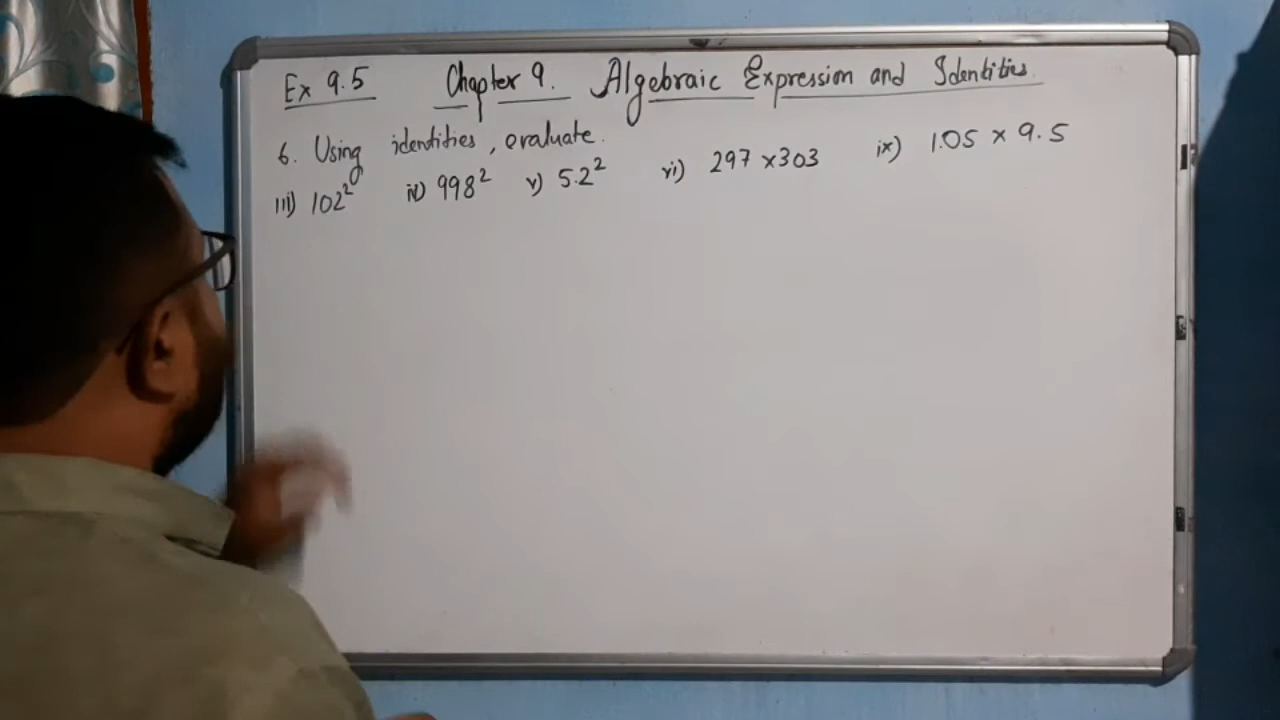 Ex 9.5 Chapter 9. Algebraic Expression and Identities.
6. Using identities, evaluate.
iii) 102² iv) 998² v) 5.2² vi) 297 × 303 ix) 1.05 × 9.5